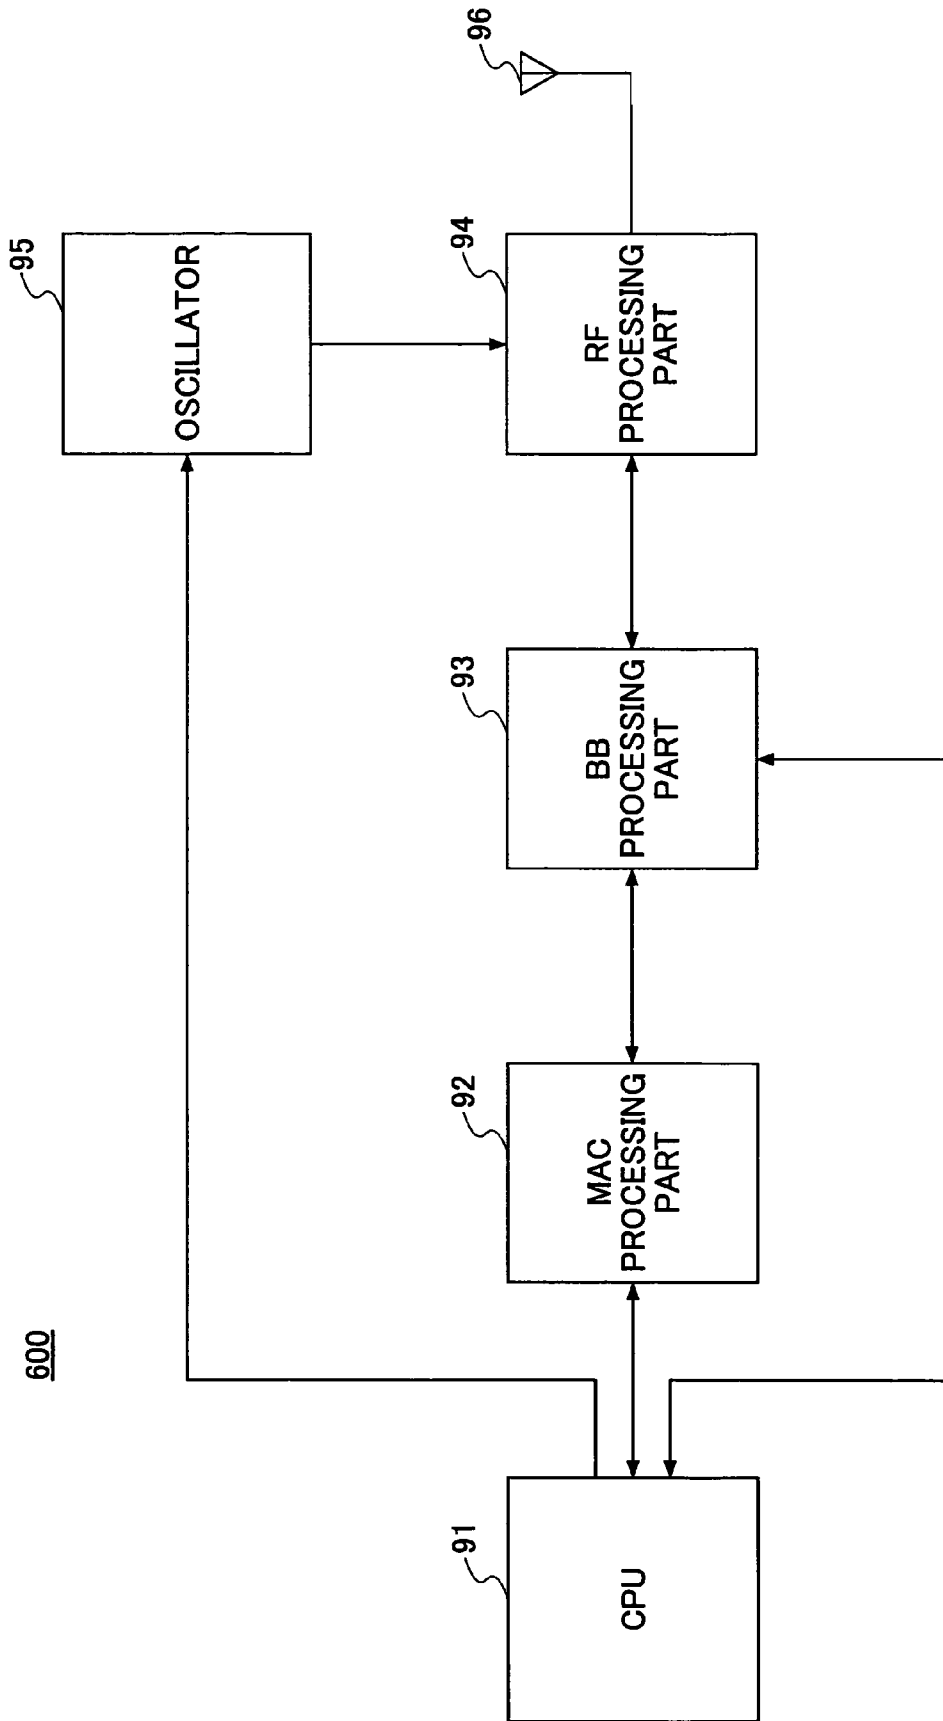 600
91
CPU
92
MAC
PROCESSING
PART
93
BB
PROCESSING
PART
94
RF
PROCESSING
PART
95
OSCILLATOR
96